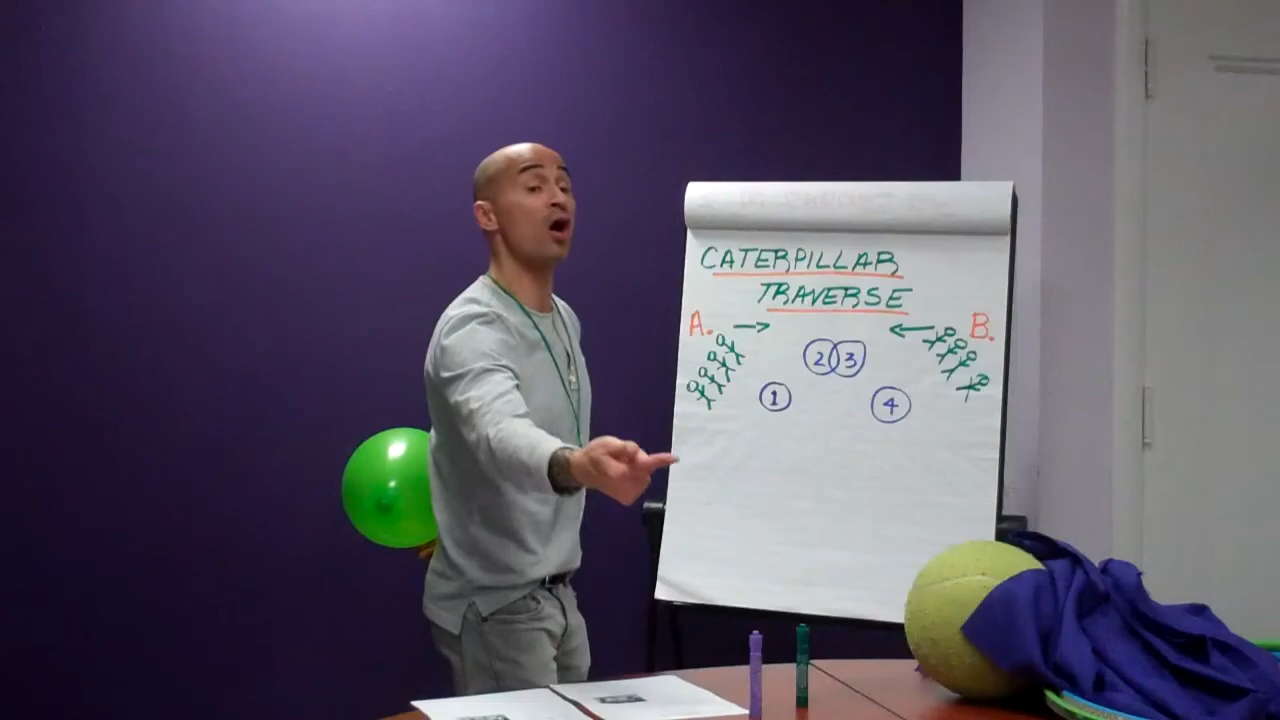 CATERPILLAR
TRAVERSE
A. → ← B.
2 3
1 4